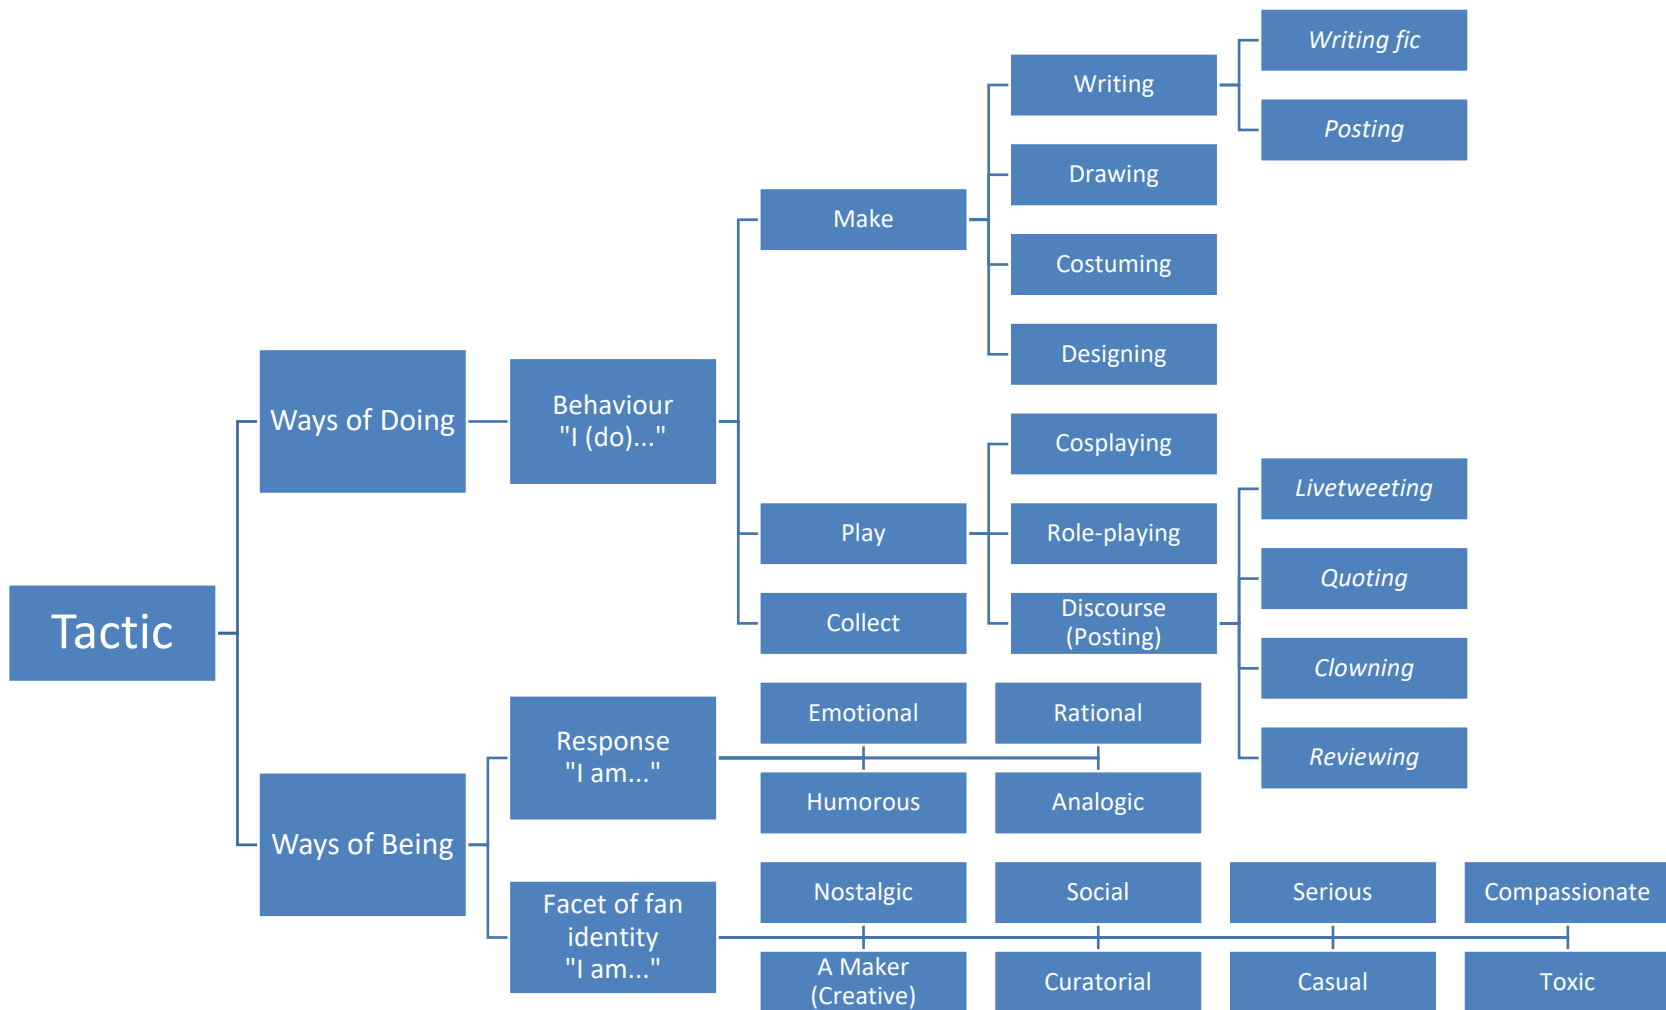 Tactic
Ways of Doing
Behaviour
"I (do)..."
Make
Writing
Writing fic
Posting
Drawing
Costuming
Designing
Play
Cosplaying
Role-playing
Discourse
(Posting)
Livetweeting
Quoting
Clowning
Reviewing
Collect
Ways of Being
Response
"I am..."
Emotional
Rational
Humorous
Analogic
Facet of fan
identity
"I am..."
Nostalgic
Social
Serious
Compassionate
A Maker
(Creative)
Curatorial
Casual
Toxic